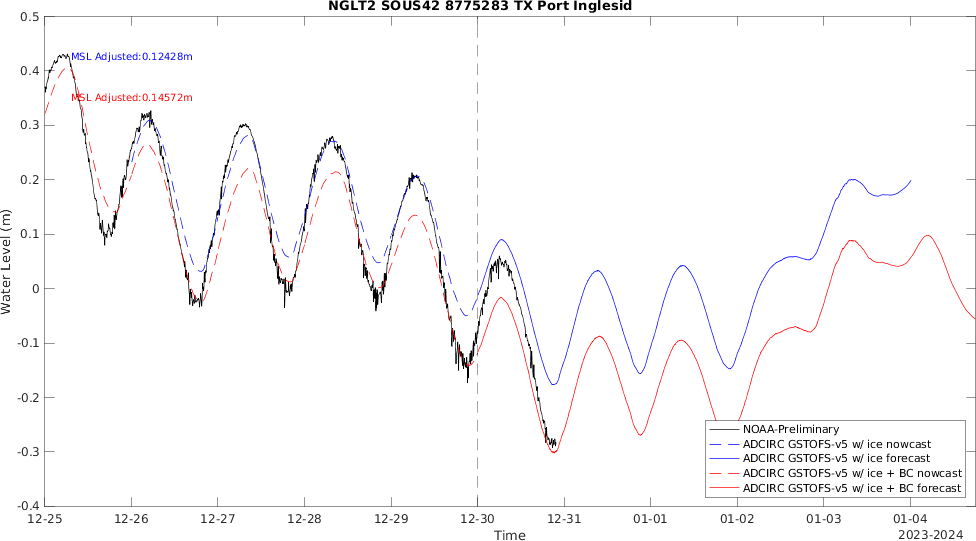 NGLT2 SOUS42 8775283 TX Port Inglesid
0.5
0.4
0.3
0.2
0.1
0
-0.1
-0.2
-0.3
-0.4
Water Level (m)
MSL Adjusted:0.12428m
MSL Adjusted:0.14572m
NOAA-Preliminary
ADCIRC GSTOFS-v5 w/ ice nowcast
ADCIRC GSTOFS-v5 w/ ice forecast
ADCIRC GSTOFS-v5 w/ ice + BC nowcast
ADCIRC GSTOFS-v5 w/ ice + BC forecast
12-25 12-26 12-27 12-28 12-29 12-30 12-31 01-01 01-02 01-03 01-04
Time
2023-2024